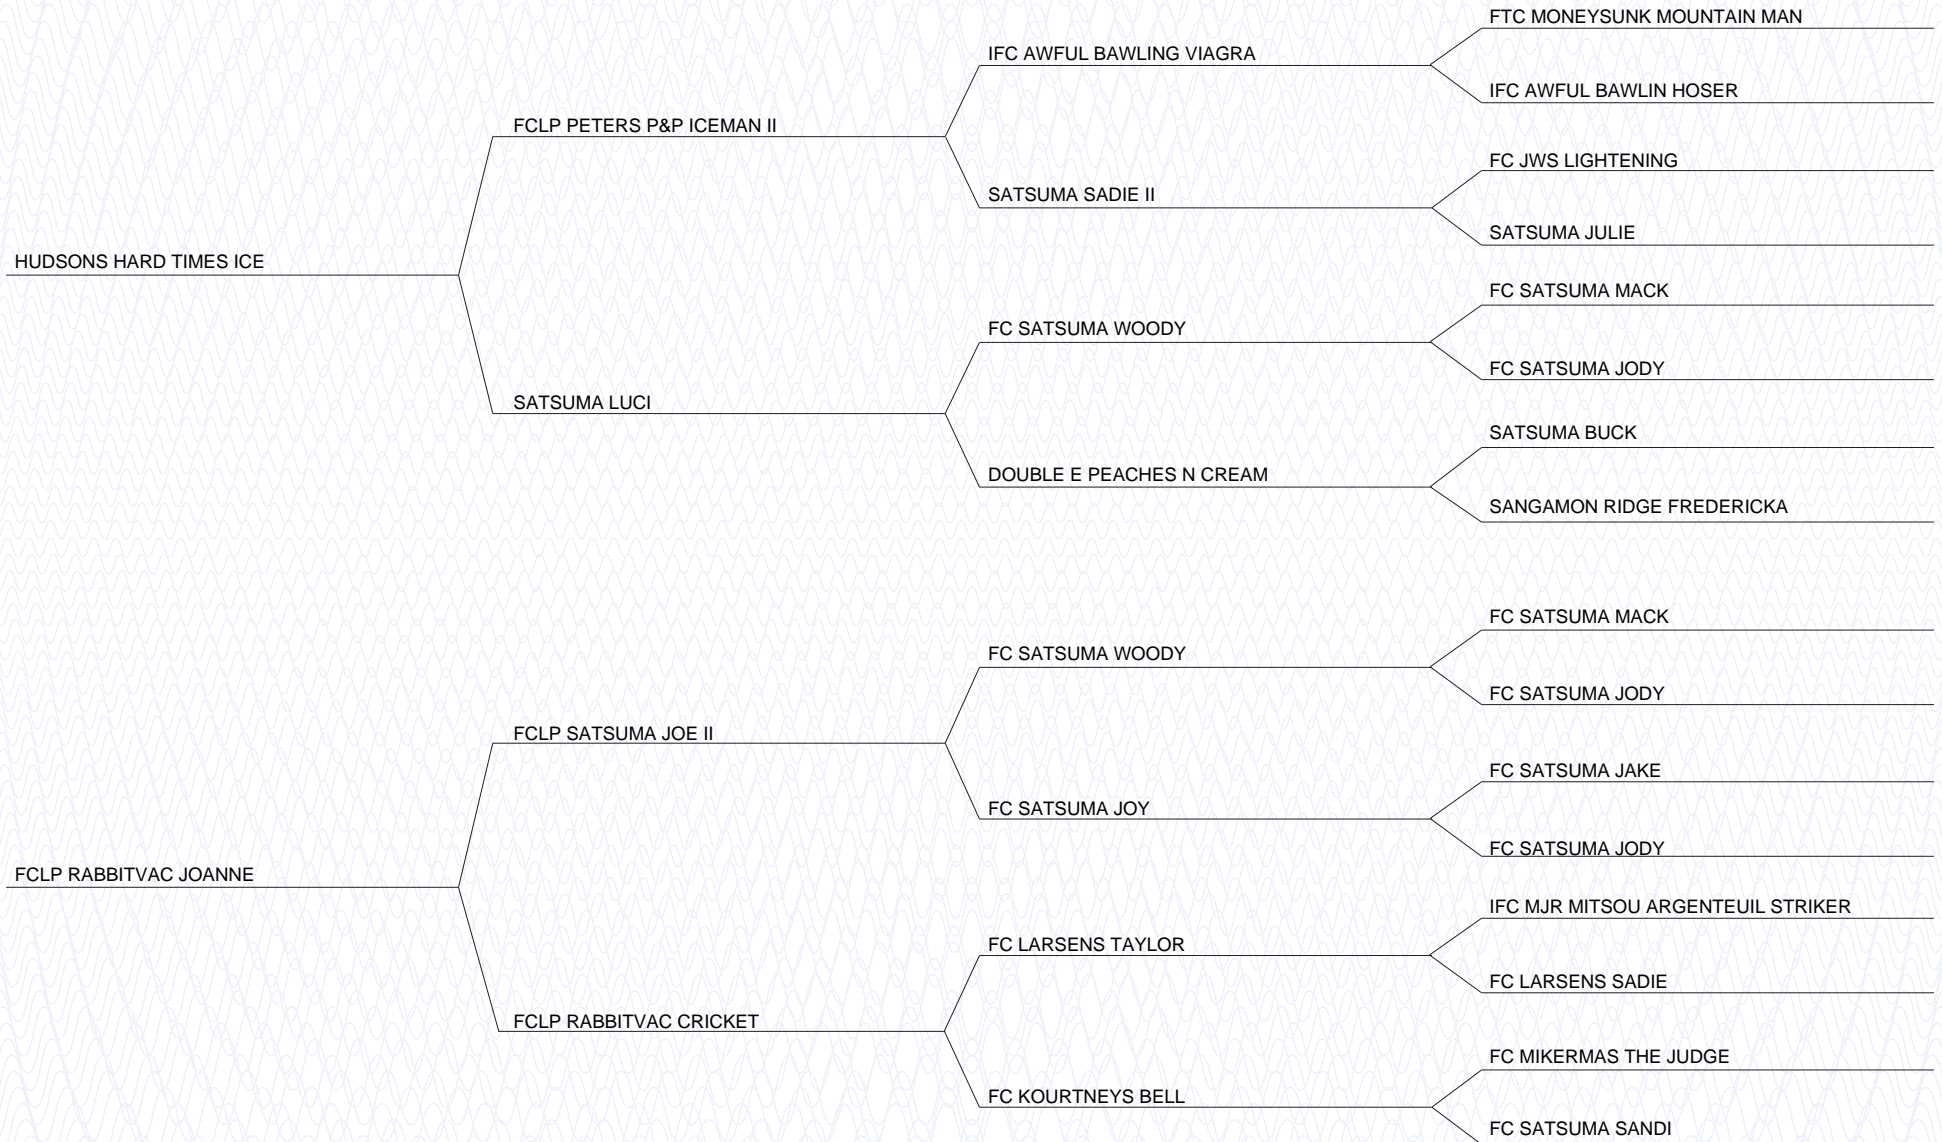 FTC MONEYSUNK MOUNTAIN MAN
IFC AWFUL BAWLING VIAGRA
IFC AWFUL BAWLIN HOSER
FCLP PETERS P&P ICEMAN II
FC JWS LIGHTENING
SATSUMA SADIE II
SATSUMA JULIE
HUDSONS HARD TIMES ICE
FC SATSUMA MACK
FC SATSUMA WOODY
FC SATSUMA JODY
SATSUMA LUCI
SATSUMA BUCK
DOUBLE E PEACHES N CREAM
SANGAMON RIDGE FREDERICKA
FC SATSUMA MACK
FC SATSUMA WOODY
FC SATSUMA JODY
FCLP SATSUMA JOE II
FC SATSUMA JAKE
FC SATSUMA JOY
FC SATSUMA JODY
FCLP RABBITVAC JOANNE
IFC MJR MITSOU ARGENTEUIL STRIKER
FC LARSENS TAYLOR
FC LARSENS SADIE
FCLP RABBITVAC CRICKET
FC MIKERMAS THE JUDGE
FC KOURTNEYS BELL
FC SATSUMA SANDI